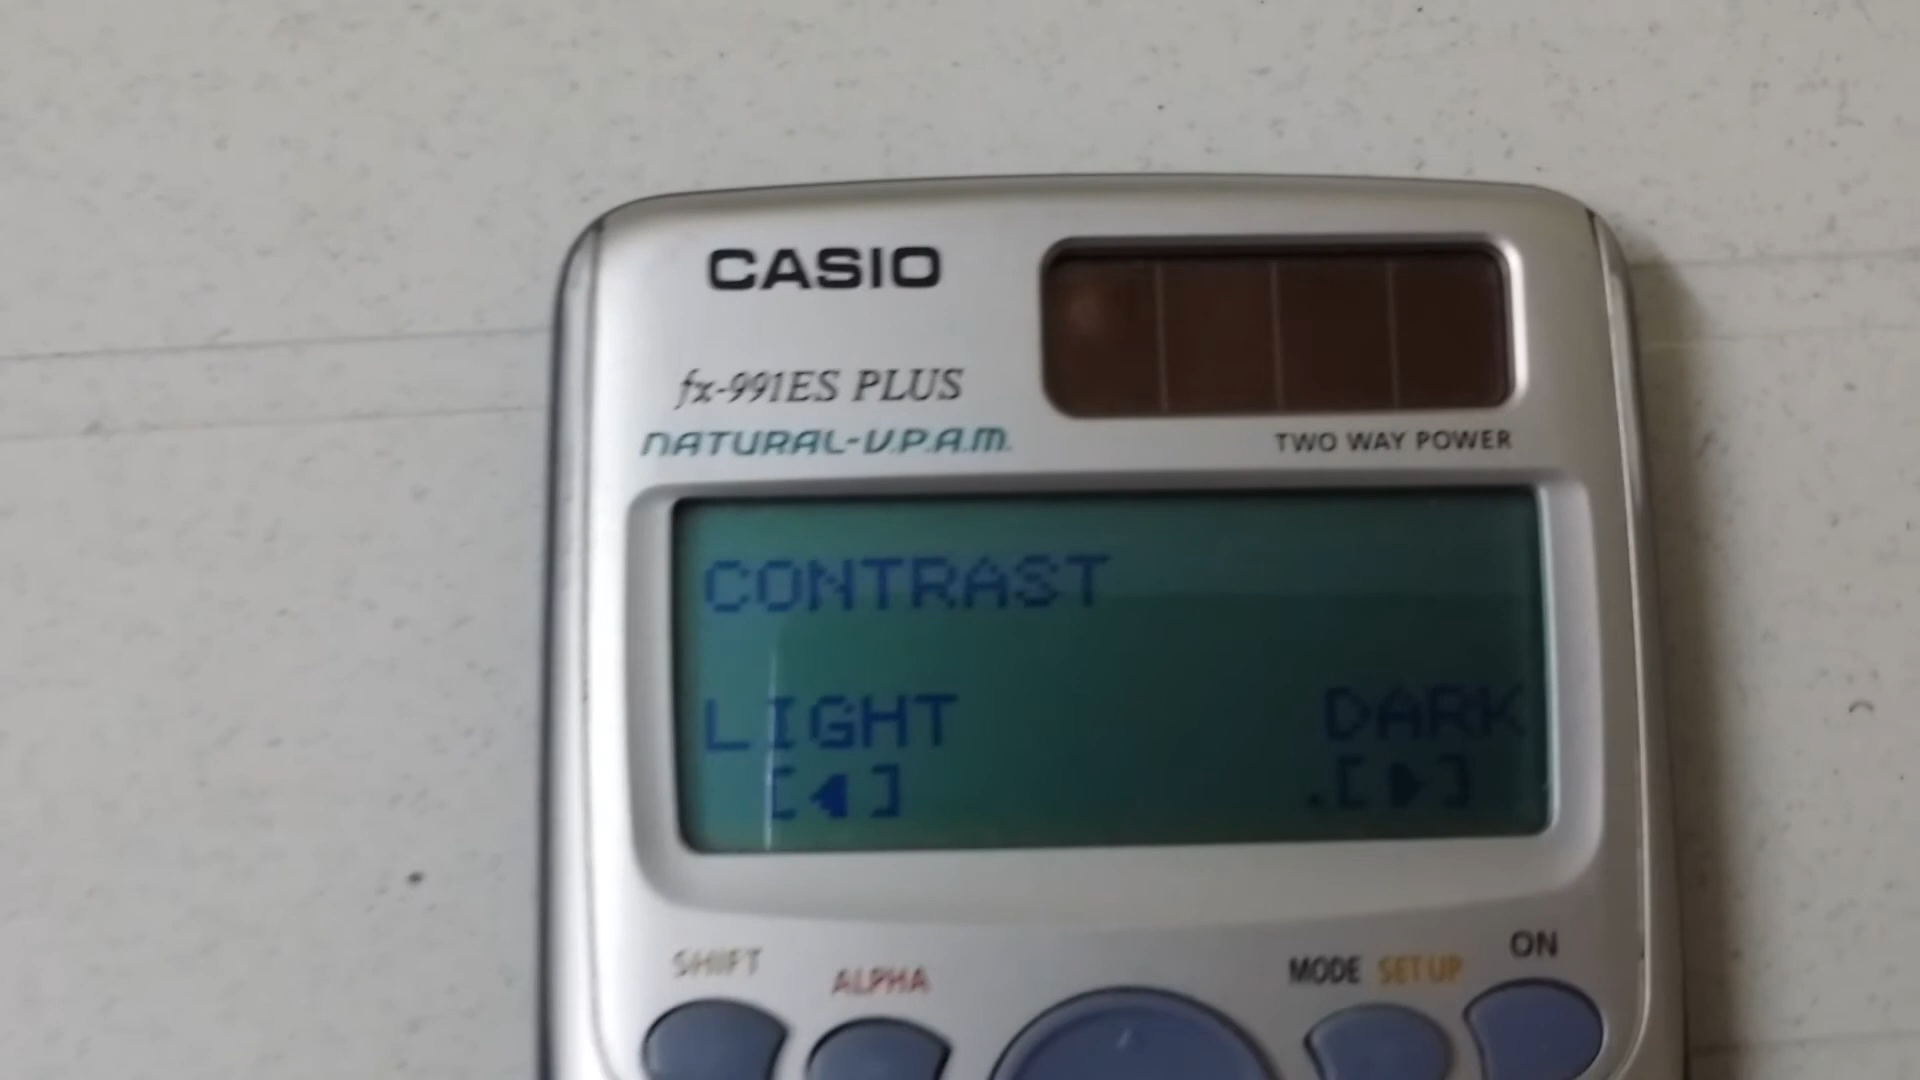 CASIO
fx-991ES PLUS
NATURAL-V.P.A.M.
TWO WAY POWER
CONTRAST
LIGHT DARK
[◀] [▶]
SHIFT ALPHA MODE SETUP ON